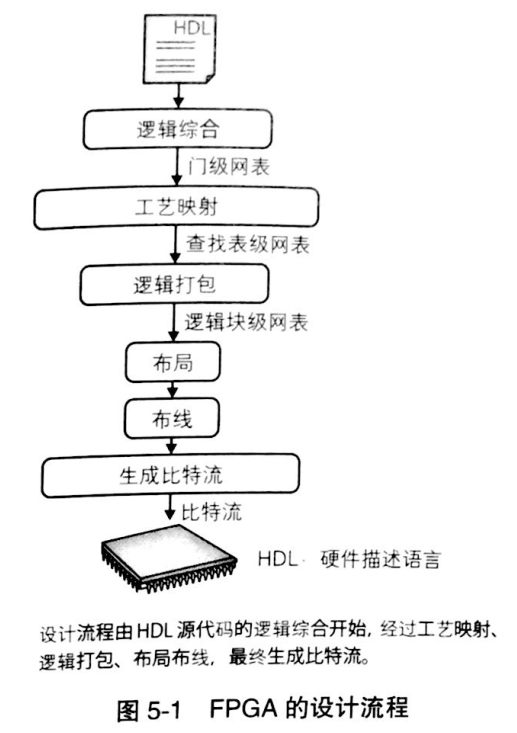 HDL
逻辑综合
门级网表
工艺映射
查找表级网表
逻辑打包
逻辑块级网表
布局
布线
生成比特流
比特流
HDL· 硬件描述语言
设计流程由HDL源代码的逻辑综合开始, 经过工艺映射、
逻辑打包、布局布线，最终生成比特流。
图 5-1 FPGA 的设计流程